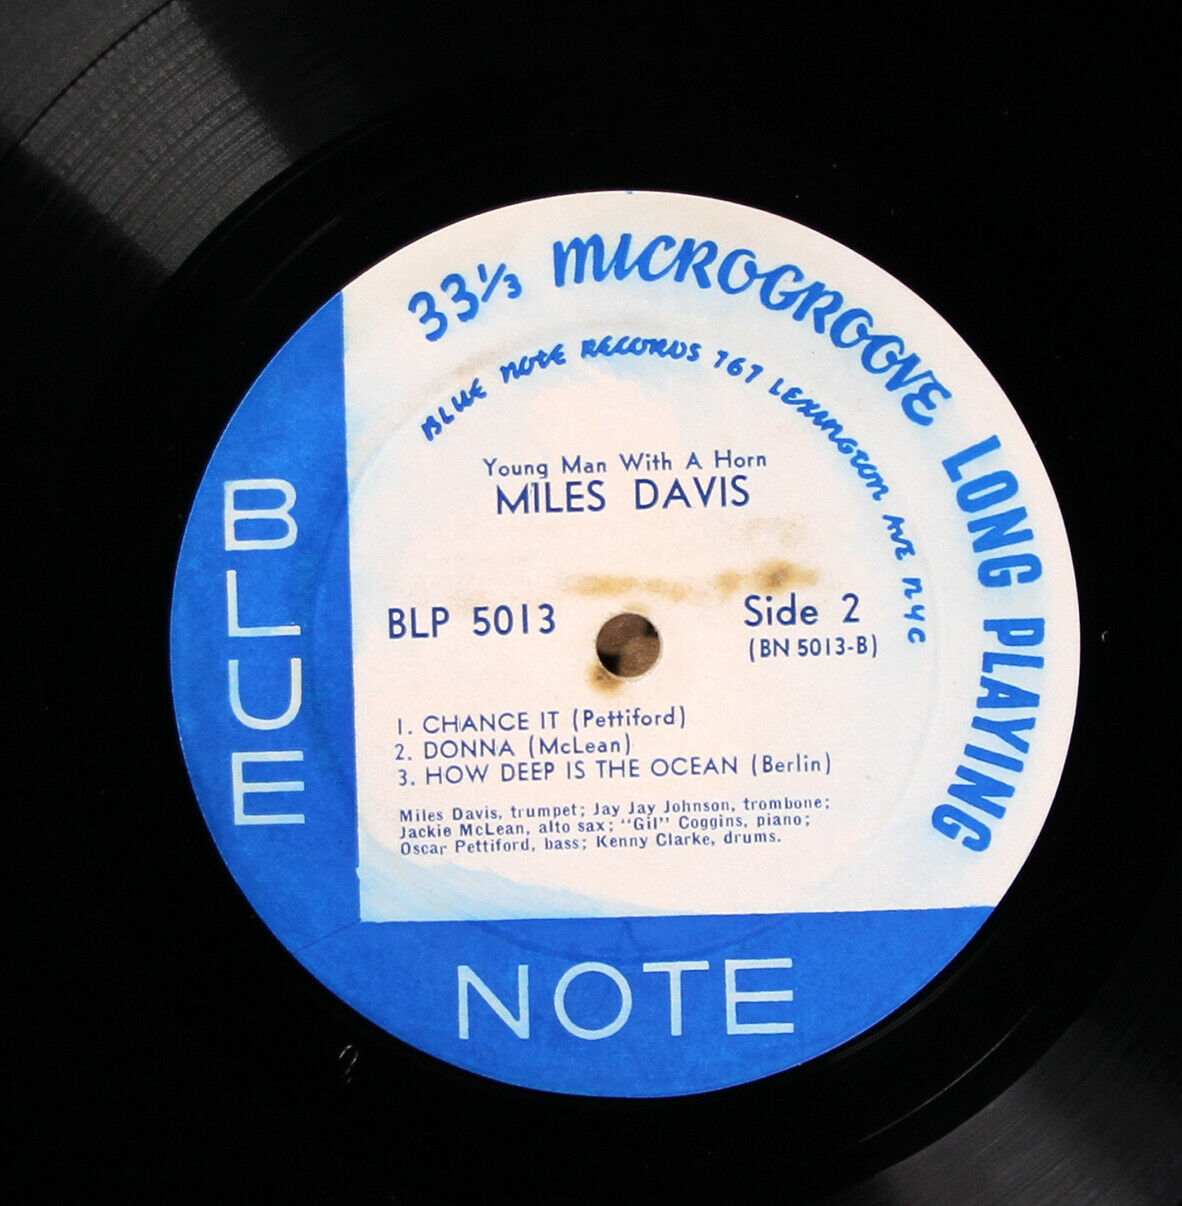 33⅓ MICROGROOVE LONG PLAYING
BLUE NOTE RECORDS 767 LEXINGTON AVE NYC
Young Man With A Horn
MILES DAVIS
BLP 5013
Side 2
(BN 5013-B)
1. CHANCE IT (Pettiford)
2. DONNA (McLean)
3. HOW DEEP IS THE OCEAN (Berlin)
Miles Davis, trumpet; Jay Jay Johnson, trombone;
Jackie McLean, alto sax; "Gil" Coggins, piano;
Oscar Pettiford, bass; Kenny Clarke, drums.
BLUE
NOTE